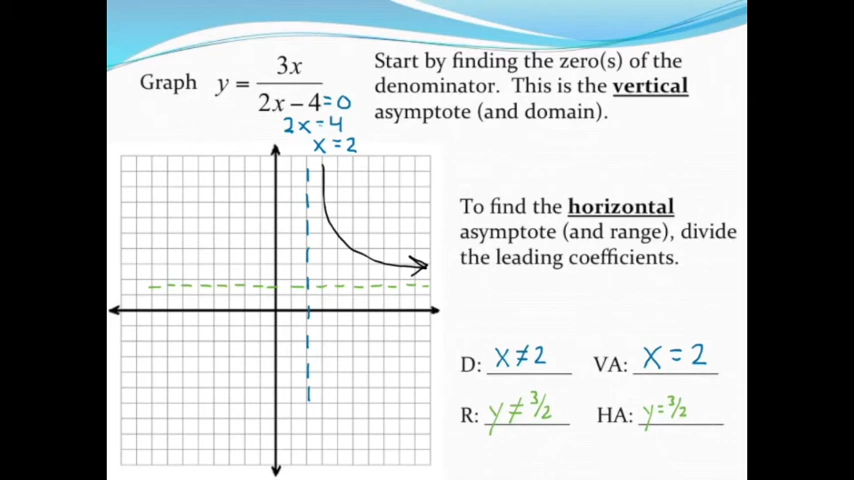 Graph y = 3x / 2x – 4 = 0
2x = 4
x = 2
Start by finding the zero(s) of the
denominator. This is the vertical
asymptote (and domain).
To find the horizontal
asymptote (and range), divide
the leading coefficients.
D: x ≠ 2 VA: x = 2
R: y ≠ 3/2 HA: y = 3/2